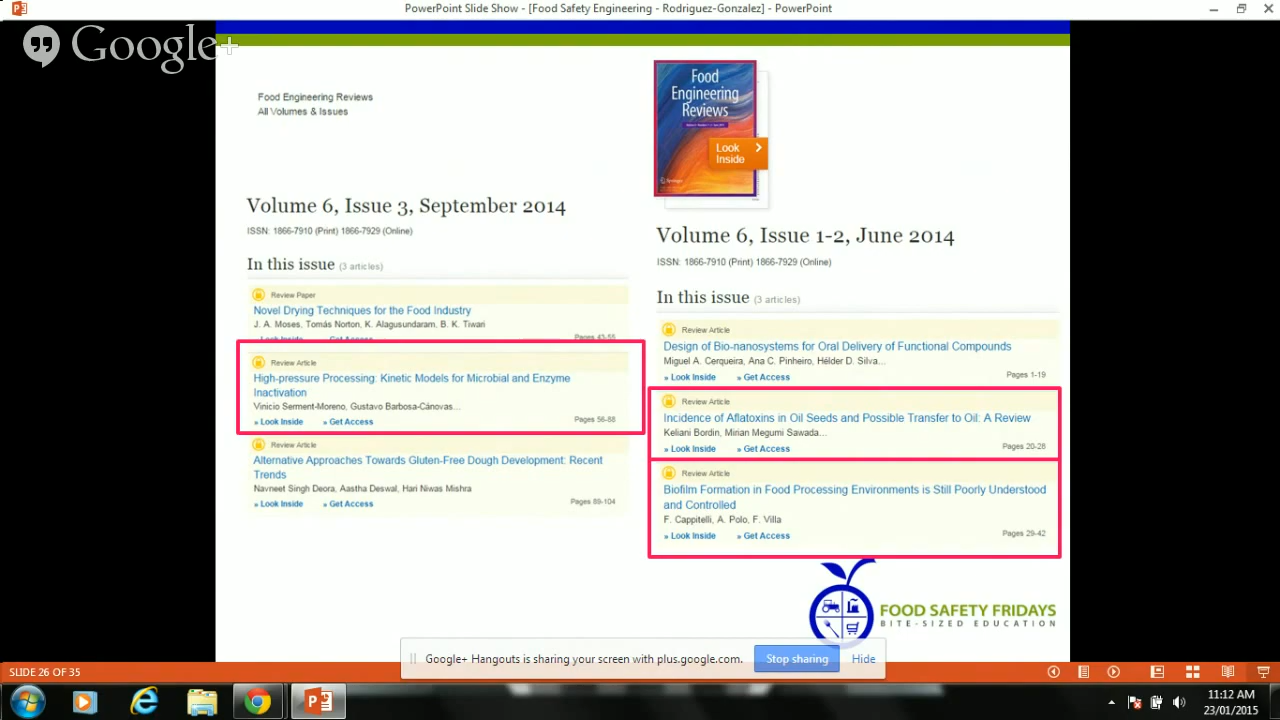 PowerPoint Slide Show - [Food Safety Engineering - Rodriguez-Gonzalez] - PowerPoint
Google+
Food Engineering Reviews
All Volumes & Issues
Volume 6, Issue 3, September 2014
ISSN: 1866-7910 (Print) 1866-7929 (Online)
In this issue (3 articles)
Review Paper
Novel Drying Techniques for the Food Industry
J. A. Moses, Tomás Norton, K. Alagusundaram, B. K. Tiwari
» Look Inside » Get Access Pages 43-55
Review Article
High-pressure Processing: Kinetic Models for Microbial and Enzyme
Inactivation
Vinicio Serment-Moreno, Gustavo Barbosa-Cánovas...
Pages 56-88
» Look Inside » Get Access
Review Article
Alternative Approaches Towards Gluten-Free Dough Development: Recent
Trends
Navneet Singh Deora, Aastha Deswal, Hari Niwas Mishra
Pages 89-104
» Look Inside » Get Access
Food
Engineering
Reviews
Look
Inside
Springer
Volume 6, Issue 1-2, June 2014
ISSN: 1866-7910 (Print) 1866-7929 (Online)
In this issue (3 articles)
Review Article
Design of Bio-nanosystems for Oral Delivery of Functional Compounds
Miguel A. Cerqueira, Ana C. Pinheiro, Hélder D. Silva...
» Look Inside » Get Access Pages 1-19
Review Article
Incidence of Aflatoxins in Oil Seeds and Possible Transfer to Oil: A Review
Keliani Bordin, Mirian Megumi Sawada...
» Look Inside » Get Access Pages 20-28
Review Article
Biofilm Formation in Food Processing Environments is Still Poorly Understood
and Controlled
F. Cappitelli, A. Polo, F. Villa
» Look Inside » Get Access Pages 29-42
FOOD SAFETY FRIDAYS
BITE-SIZED EDUCATION
Google+ Hangouts is sharing your screen with plus.google.com. Stop sharing Hide
SLIDE 26 OF 35
11:12 AM
23/01/2015